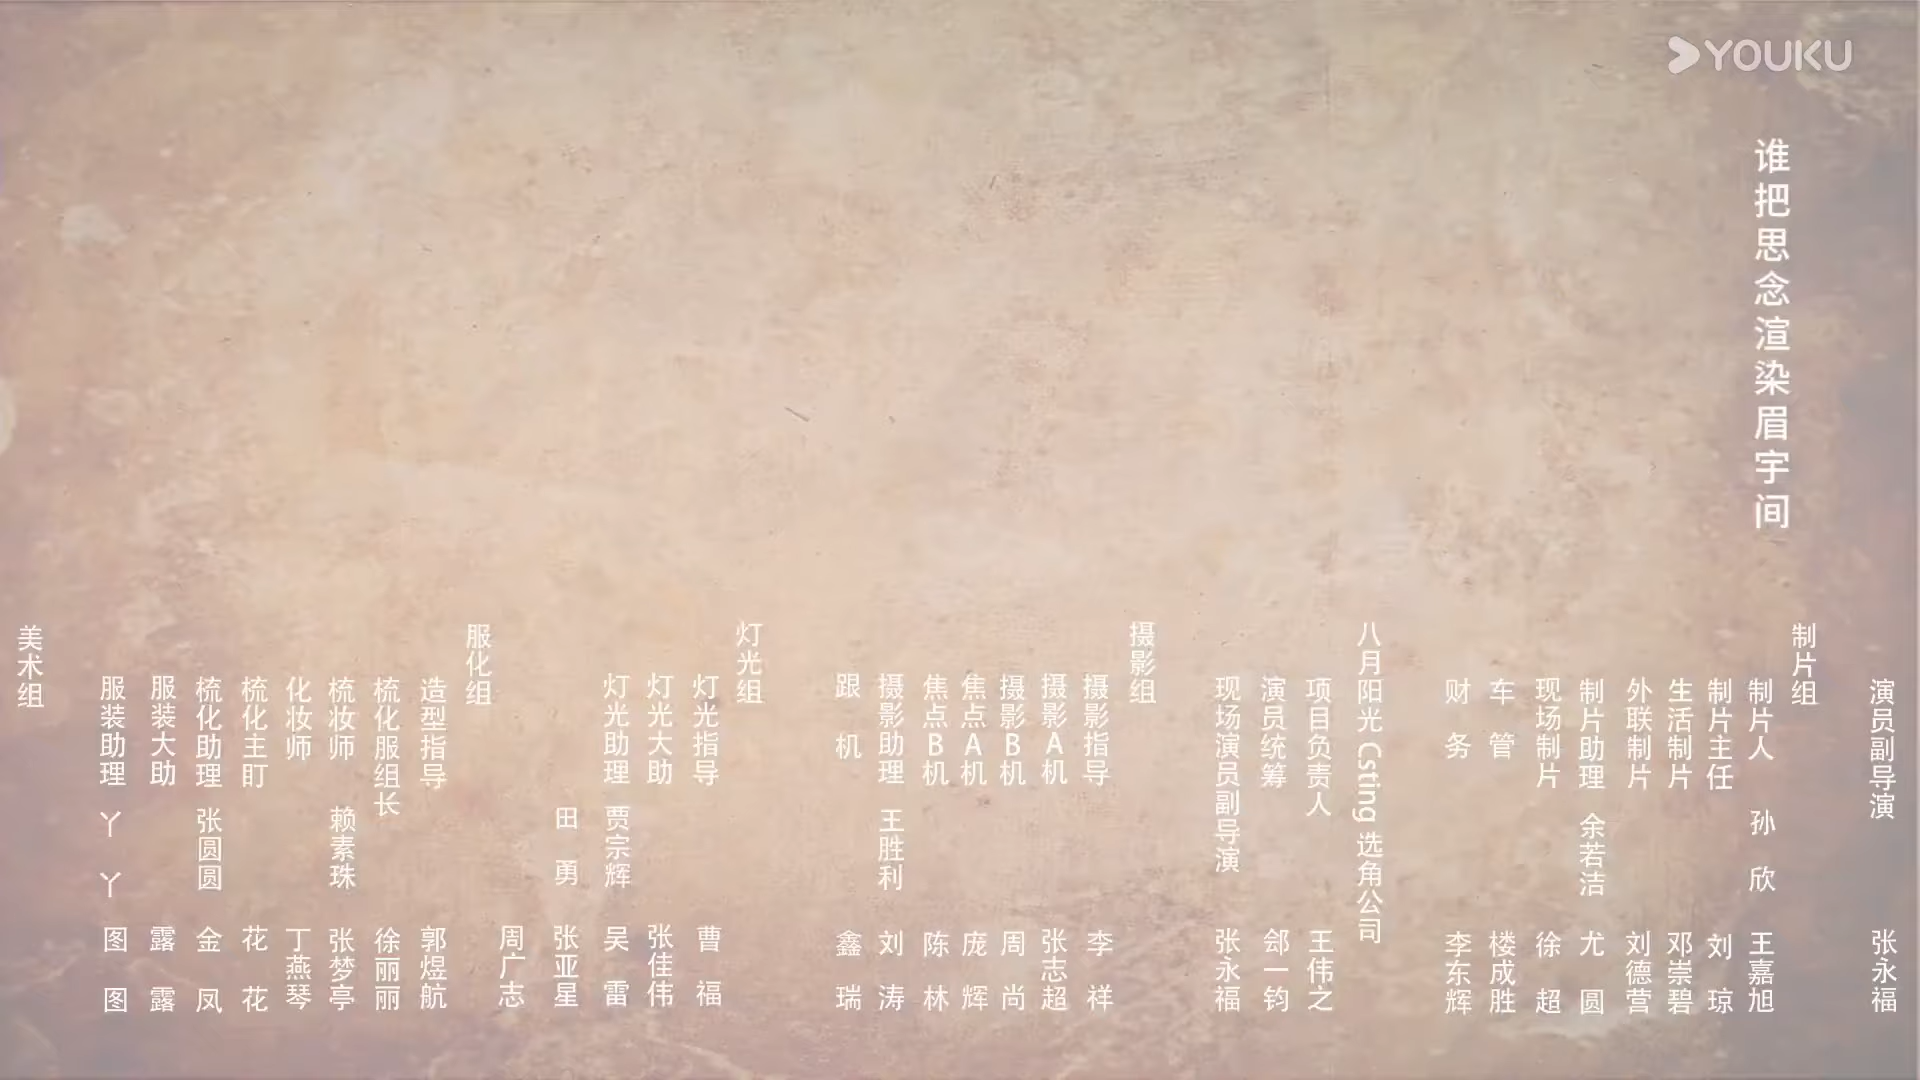 YOUKU
谁把思念渲染眉宇间
演员副导演 张永福
制片组
制片人 孙欣 王嘉旭
制片主任 刘琼
生活制片 邓崇碧
外联制片 刘德营
制片助理 余若洁 尤圆
现场制片 徐超
车管 楼成胜
财务 李东辉
八月阳光 Csting 选角公司
项目负责人 王伟之
演员统筹 郐一钧
现场演员副导演 张永福
摄影组
摄影指导 李祥
摄影A机 张志超
摄影B机 周尚
焦点A机 庞辉
焦点B机 陈林
摄影助理 王胜利 刘涛
跟机 鑫瑞
灯光组
灯光指导 曹福
灯光大助 张佳伟
灯光助理 贾宗辉 吴雷
田勇 张亚星
周广志
服化组
造型指导 郭煜航
梳化服组长 徐丽丽
梳妆师 赖素珠 张梦亭
化妆师 丁燕琴
梳化主盯 花花
梳化助理 张圆圆 金凤
服装大助 露露
服装助理 丫丫 图图
美术组